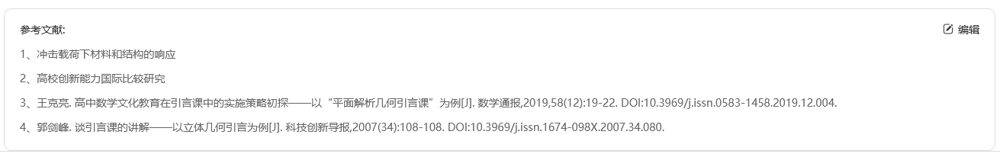 参考文献:
编辑
1、冲击载荷下材料和结构的响应
2、高校创新能力国际比较研究
3、王克亮. 高中数学文化教育在引言课中的实施策略初探——以“平面解析几何引言课”为例[J]. 数学通报,2019,58(12):19-22. DOI:10.3969/j.issn.0583-1458.2019.12.004.
4、郭剑峰. 谈引言课的讲解——以立体几何引言为例[J]. 科技创新导报,2007(34):108-108. DOI:10.3969/j.issn.1674-098X.2007.34.080.